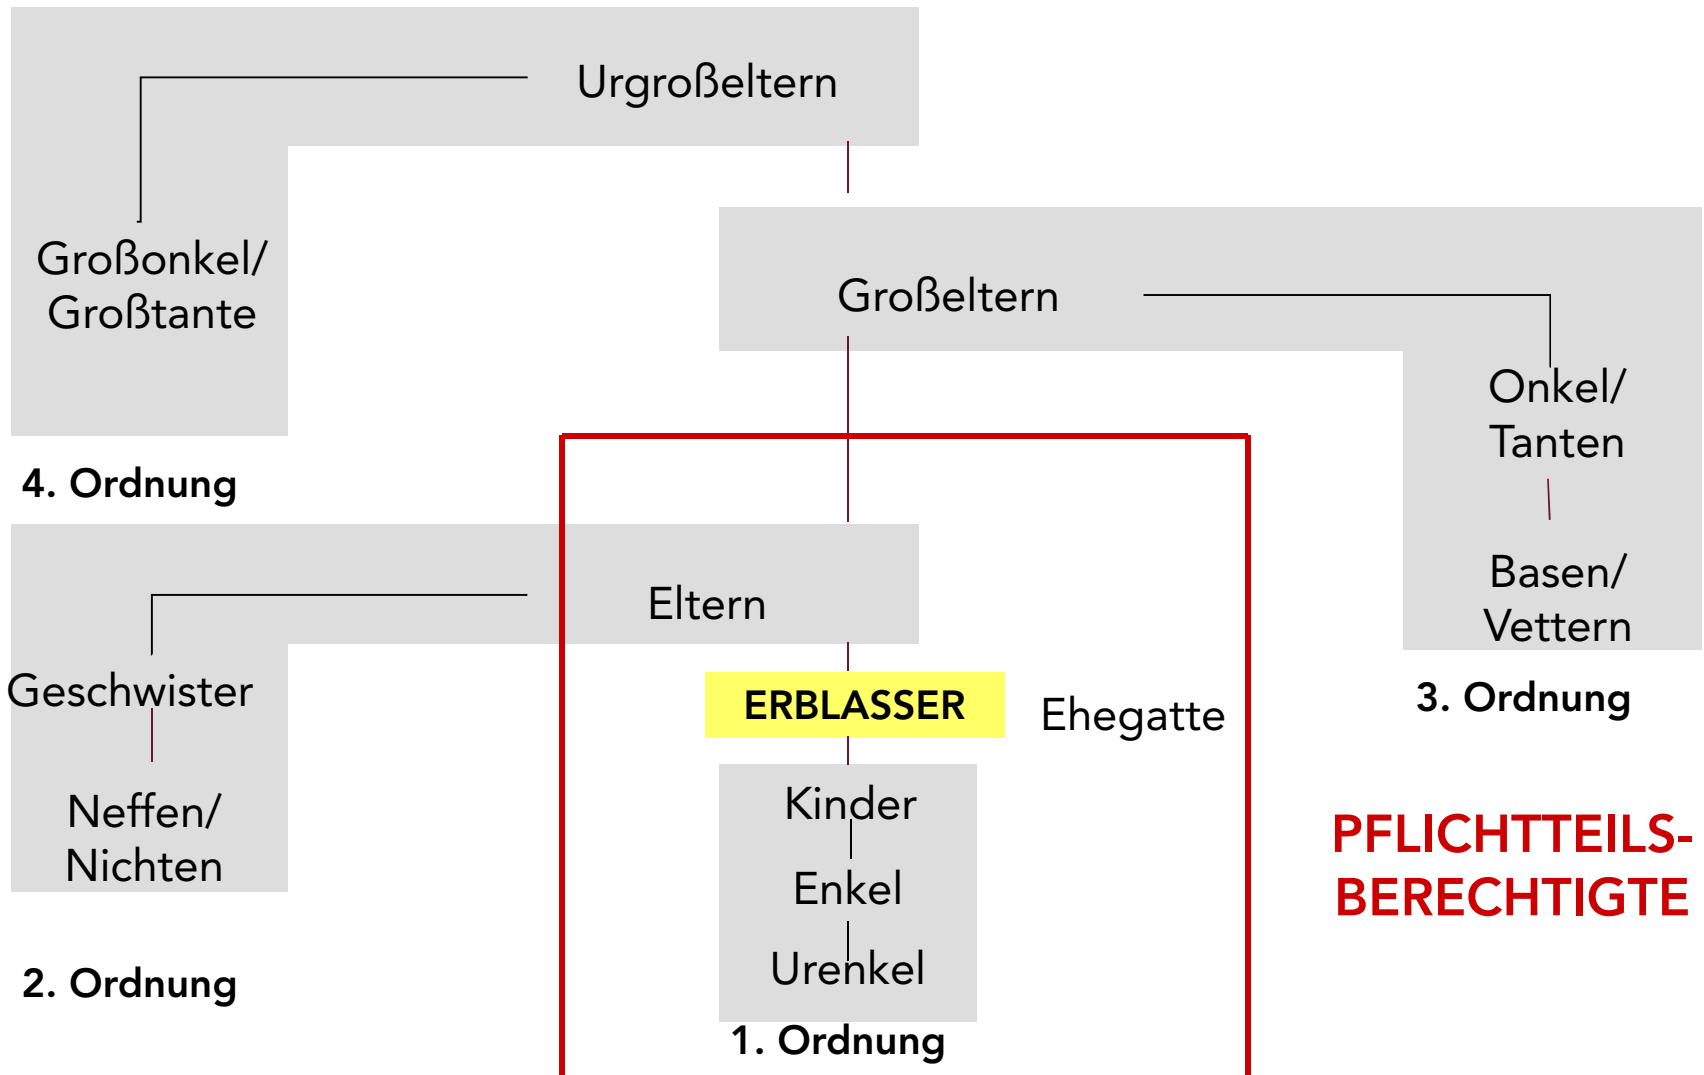 Urgroßeltern
Großonkel/
Großtante
Großeltern
Onkel/
Tanten
4. Ordnung
Basen/
Vettern
Eltern
Geschwister
ERBLASSER
Ehegatte
3. Ordnung
Neffen/
Nichten
Kinder
Enkel
Urenkel
PFLICHTTEILS-
BERECHTIGTE
2. Ordnung
1. Ordnung